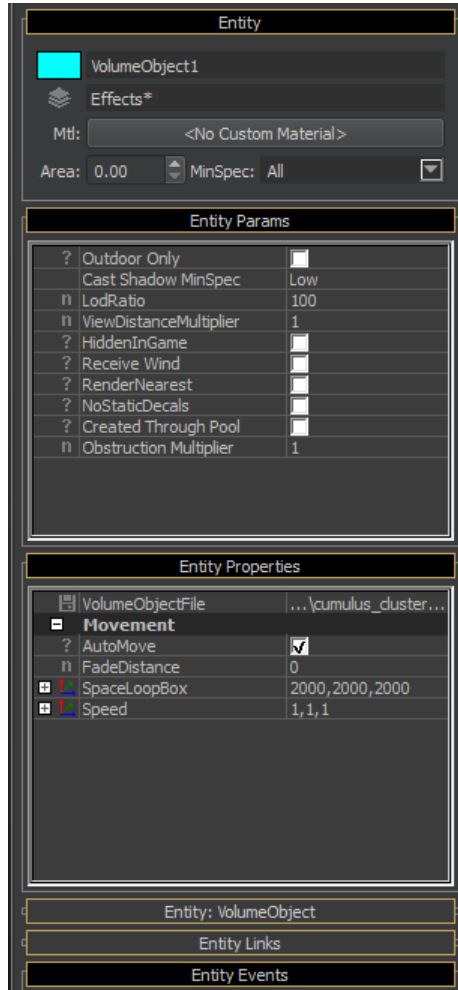 Entity
VolumeObject1
Effects*
Mtl: <No Custom Material>
Area: 0.00 MinSpec: All
Entity Params
? Outdoor Only
Cast Shadow MinSpec Low
n LodRatio 100
n ViewDistanceMultiplier 1
? HiddenInGame
? Receive Wind
? RenderNearest
? NoStaticDecals
? Created Through Pool
n Obstruction Multiplier 1
Entity Properties
VolumeObjectFile ...\cumulus_cluster...
Movement
? AutoMove
n FadeDistance 0
SpaceLoopBox 2000,2000,2000
Speed 1,1,1
Entity: VolumeObject
Entity Links
Entity Events